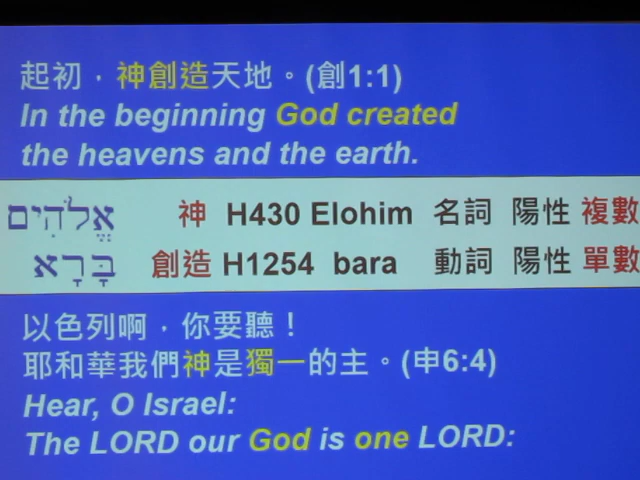 起初，神創造天地。(創1:1)
In the beginning God created
the heavens and the earth.
אֱלֹהִים 神 H430 Elohim 名詞 陽性 複數
בָּרָא 創造 H1254 bara 動詞 陽性 單數
以色列啊，你要聽！
耶和華我們神是獨一的主。(申6:4)
Hear, O Israel:
The LORD our God is one LORD: